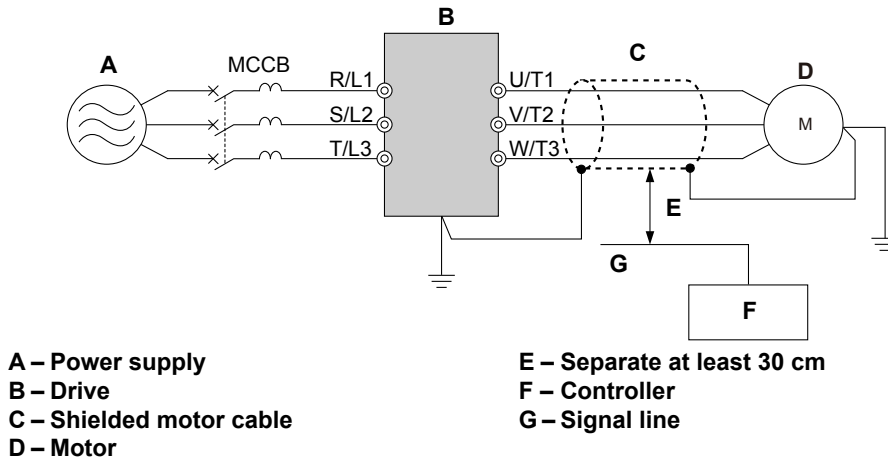 B
A
MCCB
C
D
R/L1
U/T1
S/L2
V/T2
M
T/L3
W/T3
E
G
F
A – Power supply
B – Drive
C – Shielded motor cable
D – Motor
E – Separate at least 30 cm
F – Controller
G – Signal line